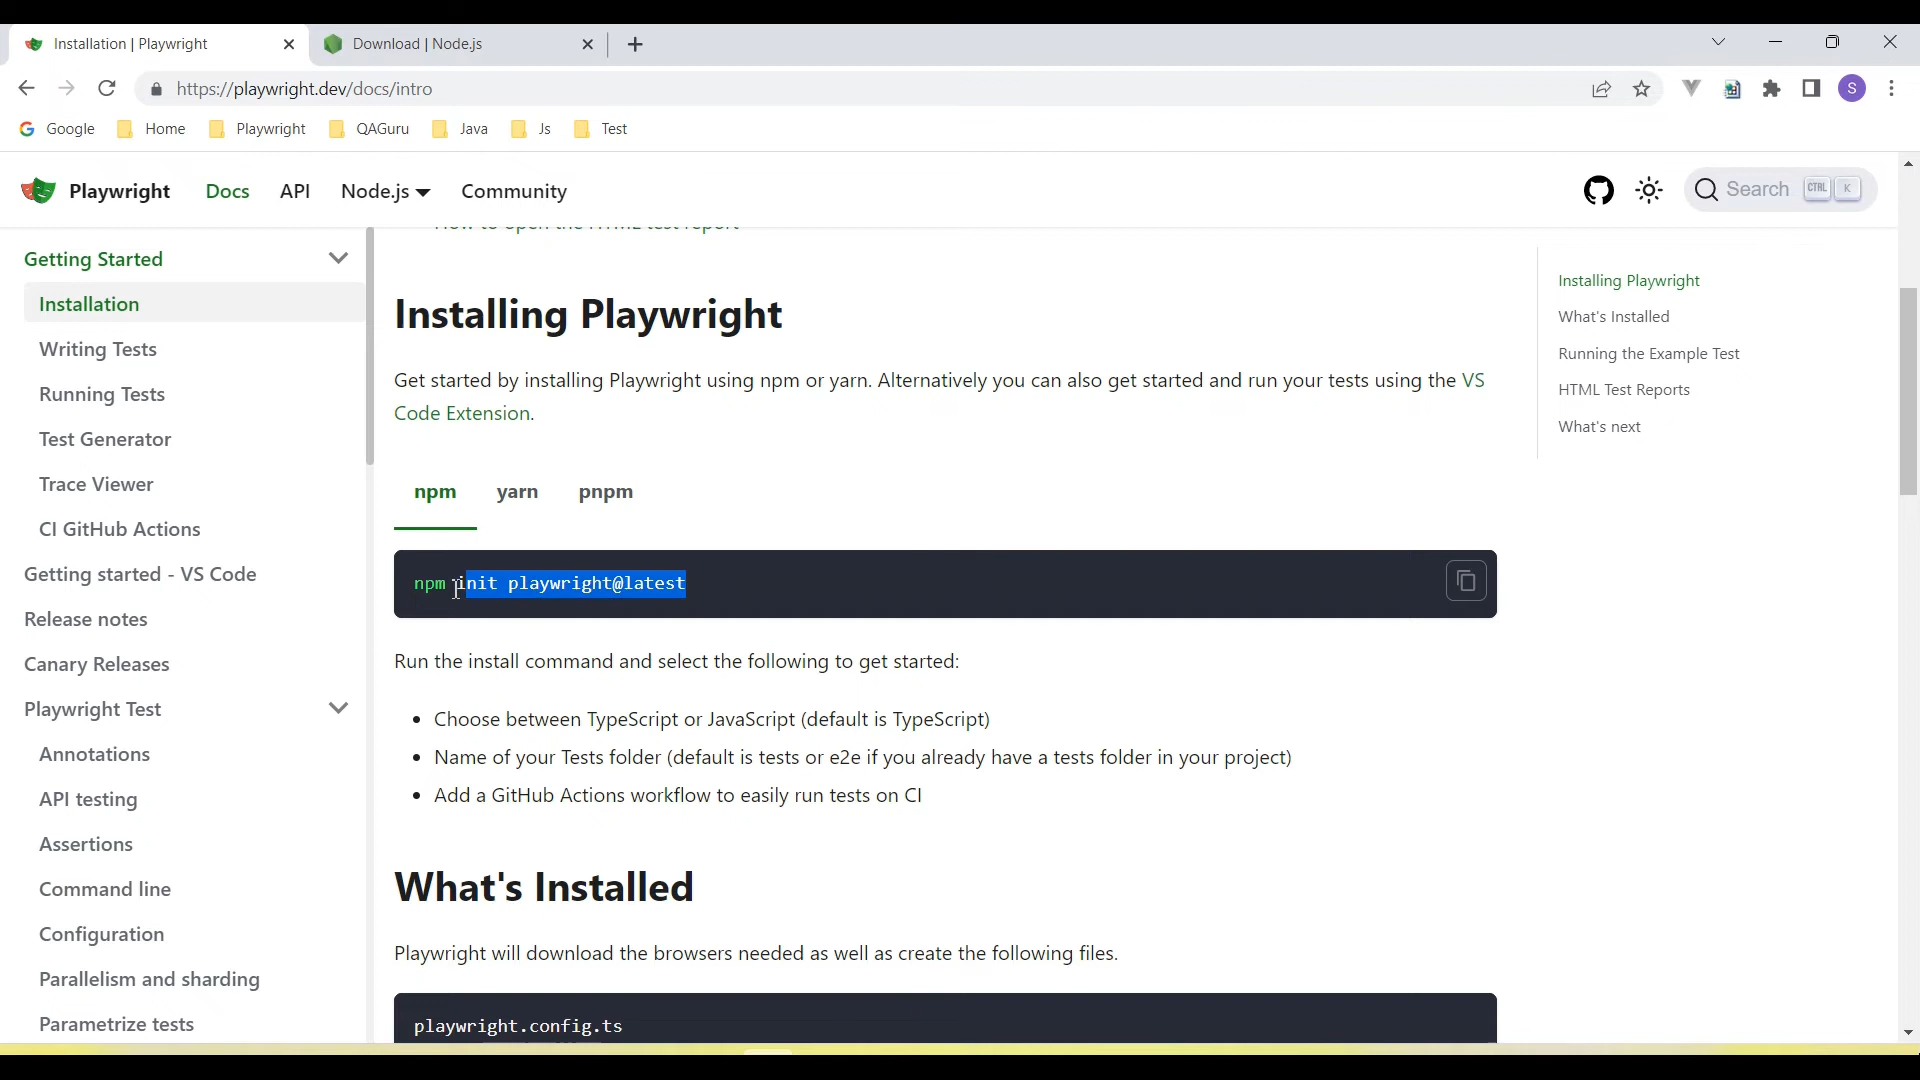 Installation | Playwright
Download | Node.js
https://playwright.dev/docs/intro
S
Google
Home
Playwright
QAGuru
Java
Js
Test
Playwright
Docs
API
Node.js
Community
Search
CTRL
K
Getting Started
Installation
Writing Tests
Running Tests
Test Generator
Trace Viewer
CI GitHub Actions
Getting started - VS Code
Release notes
Canary Releases
Playwright Test
Annotations
API testing
Assertions
Command line
Configuration
Parallelism and sharding
Parametrize tests
How to open the HTML test report
Installing Playwright
Get started by installing Playwright using npm or yarn. Alternatively you can also get started and run your tests using the VS
Code Extension.
npm
yarn
pnpm
npm init playwright@latest
Run the install command and select the following to get started:
• Choose between TypeScript or JavaScript (default is TypeScript)
• Name of your Tests folder (default is tests or e2e if you already have a tests folder in your project)
• Add a GitHub Actions workflow to easily run tests on CI
What's Installed
Playwright will download the browsers needed as well as create the following files.
playwright.config.ts
Installing Playwright
What's Installed
Running the Example Test
HTML Test Reports
What's next